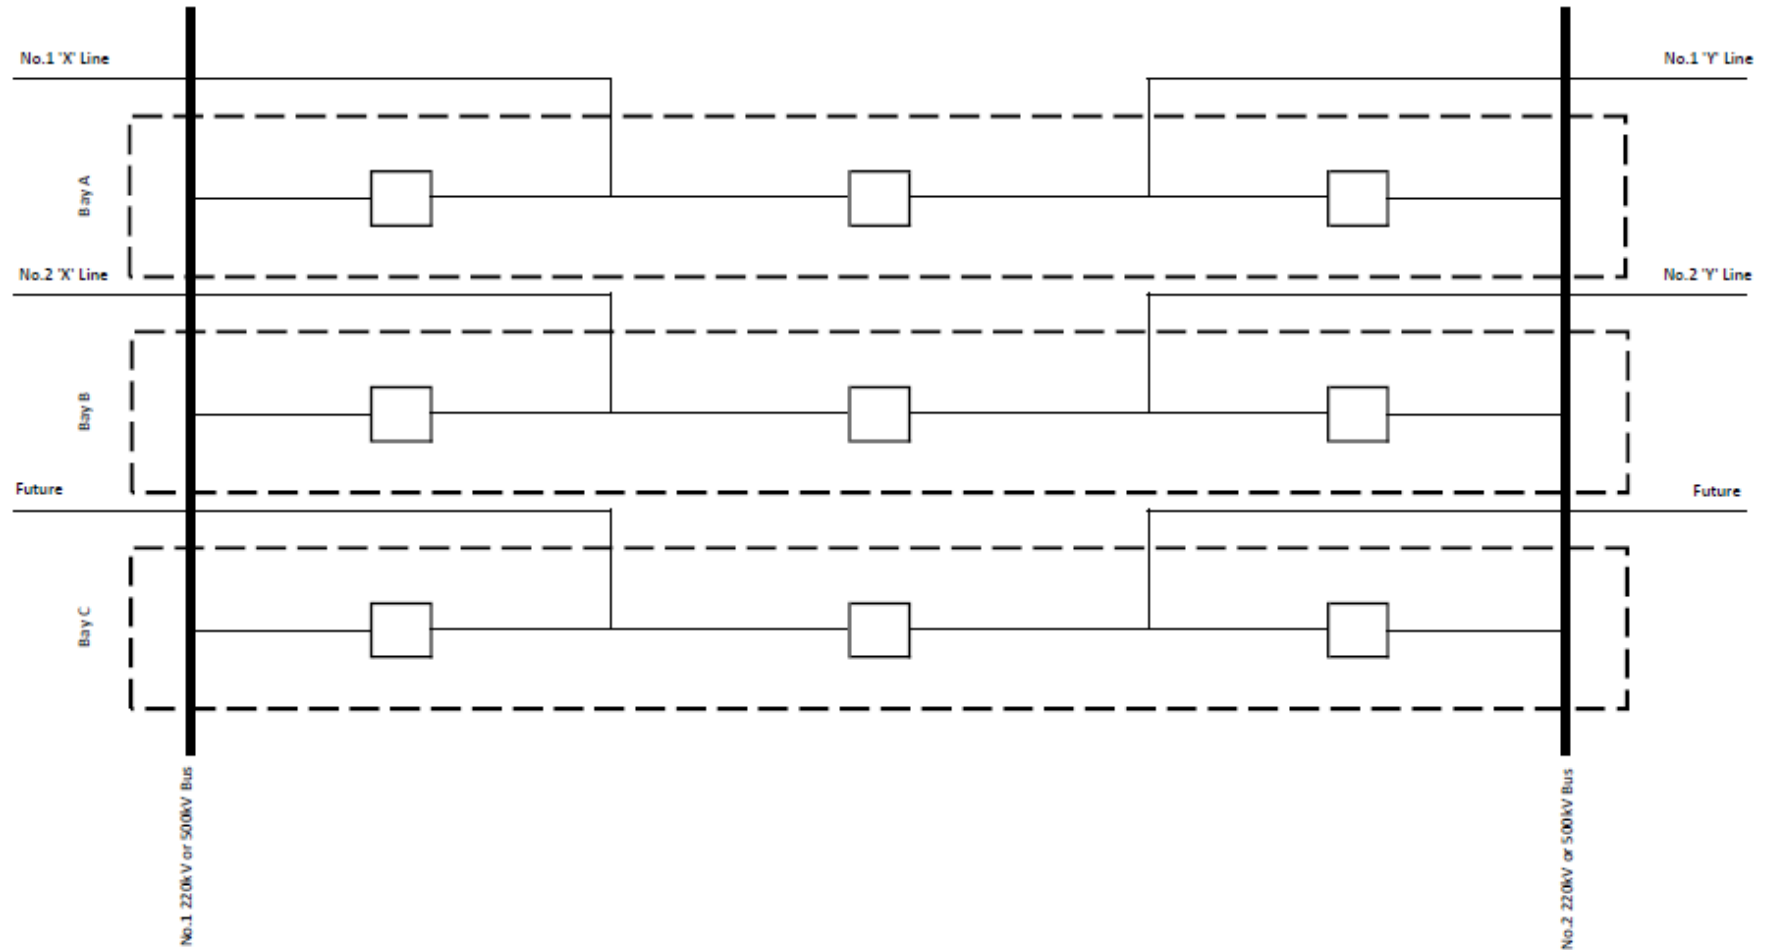 No.1 'X' Line
No.1 'Y' Line
Bay A
No.2 'X' Line
No.2 'Y' Line
Bay B
Future
Future
Bay C
No.1 220kV or 500kV Bus
No.2 220kV or 500kV Bus